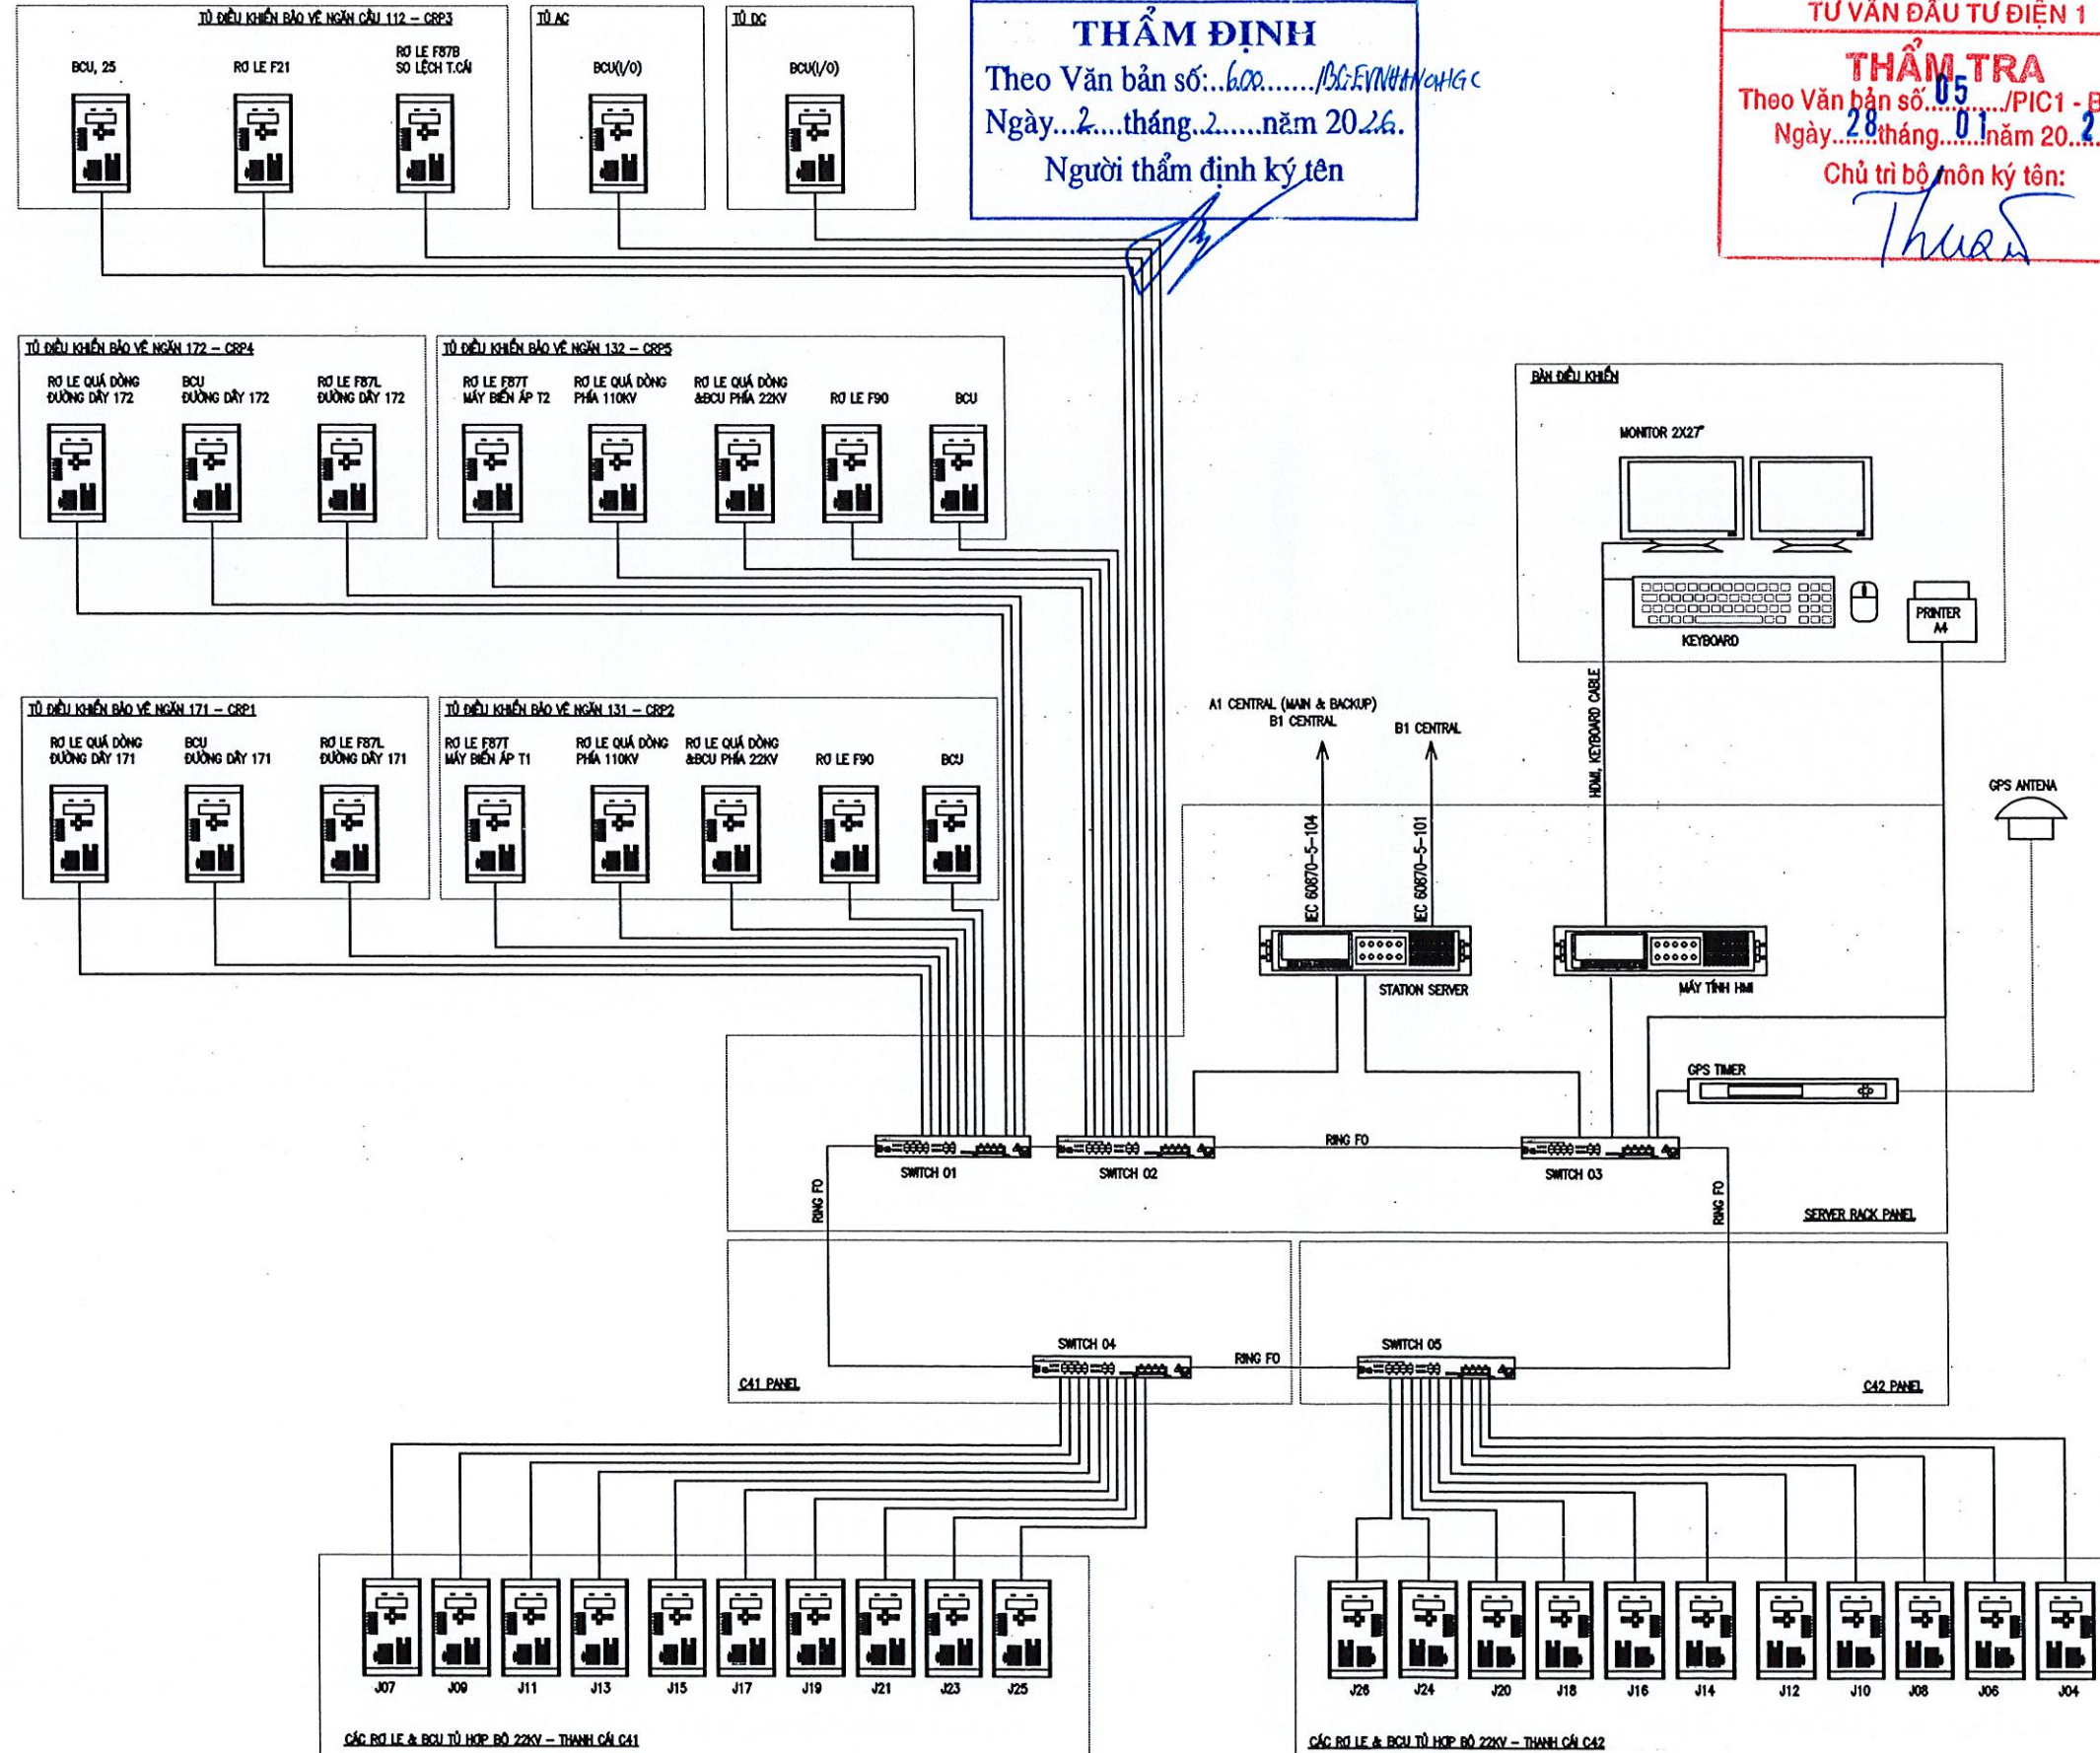 TỦ ĐIỀU KHIỂN BẢO VỆ NGĂN CẦU 112 – CRP3
BCU, 25
RƠ LE F21
RƠ LE F87B
SO LỆCH T.CÁI
TỦ AC
BCU(I/O)
TỦ DC
BCU(I/O)
THẨM ĐỊNH
Theo Văn bản số:..600......./
Ngày...2....tháng..2......năm 2026.
Người thẩm định ký tên
TƯ VẤN ĐẦU TƯ ĐIỆN 1
THẨM TRA
Theo Văn bản số..05........./PIC1 - B
Ngày..28..tháng..01..năm 20..2
Chủ trì bộ môn ký tên:
Thuấn
TỦ ĐIỀU KHIỂN BẢO VỆ NGĂN 172 – CRP4
RƠ LE QUÁ DÒNG
ĐƯỜNG DÂY 172
BCU
ĐƯỜNG DÂY 172
RƠ LE F87L
ĐƯỜNG DÂY 172
TỦ ĐIỀU KHIỂN BẢO VỆ NGĂN 132 – CRP5
RƠ LE F87T
MÁY BIẾN ÁP T2
RƠ LE QUÁ DÒNG
PHÍA 110KV
RƠ LE QUÁ DÒNG
&BCU PHÍA 22KV
RƠ LE F90
BCU
BÀN ĐIỀU KHIỂN
MONITOR 2X27"
KEYBOARD
PRINTER
A4
HDMI, KEYBOARD CABLE
TỦ ĐIỀU KHIỂN BẢO VỆ NGĂN 171 – CRP1
RƠ LE QUÁ DÒNG
ĐƯỜNG DÂY 171
BCU
ĐƯỜNG DÂY 171
RƠ LE F87L
ĐƯỜNG DÂY 171
TỦ ĐIỀU KHIỂN BẢO VỆ NGĂN 131 – CRP2
RƠ LE F87T
MÁY BIẾN ÁP T1
RƠ LE QUÁ DÒNG
PHÍA 110KV
RƠ LE QUÁ DÒNG
&BCU PHÍA 22KV
RƠ LE F90
BCU
A1 CENTRAL (MAIN & BACKUP)
B1 CENTRAL
B1 CENTRAL
IEC 60870-5-104
IEC 60870-5-101
GPS ANTENA
STATION SERVER
MÁY TÍNH HMI
GPS TIMER
SWITCH 01
SWITCH 02
RING FO
SWITCH 03
RING FO
RING FO
SERVER RACK PANEL
SWITCH 04
RING FO
SWITCH 05
C41 PANEL
C42 PANEL
J07
J09
J11
J13
J15
J17
J19
J21
J23
J25
J26
J24
J20
J18
J16
J14
J12
J10
J08
J06
J04
CÁC RƠ LE & BCU TỦ HỢP BỘ 22KV – THANH CÁI C41
CÁC RƠ LE & BCU TỦ HỢP BỘ 22KV – THANH CÁI C42